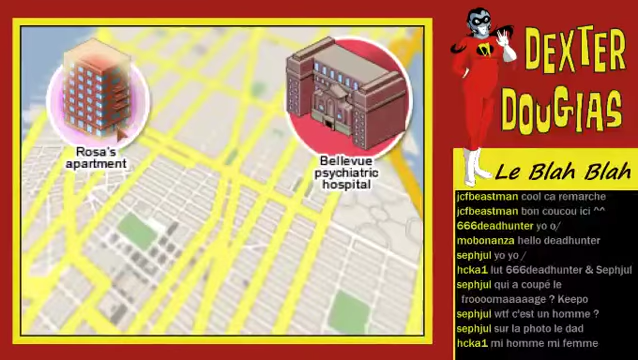 Rosa's
apartment
Bellevue
psychiatric
hospital
DEXTER
DOUGlAS
Le Blah Blah
jcfbeastman cool ca remarche
jcfbeastman bon coucou ici ^^
666deadhunter yo o/
mobonanza hello deadhunter
sephjul yo yo /
hcka1 lut 666deadhunter & Sephjul
sephjul qui a coupé le
froooomaaaaage ? Keepo
sephjul wtf c'est un homme ?
sephjul sur la photo le dad
hcka1 mi homme mi femme